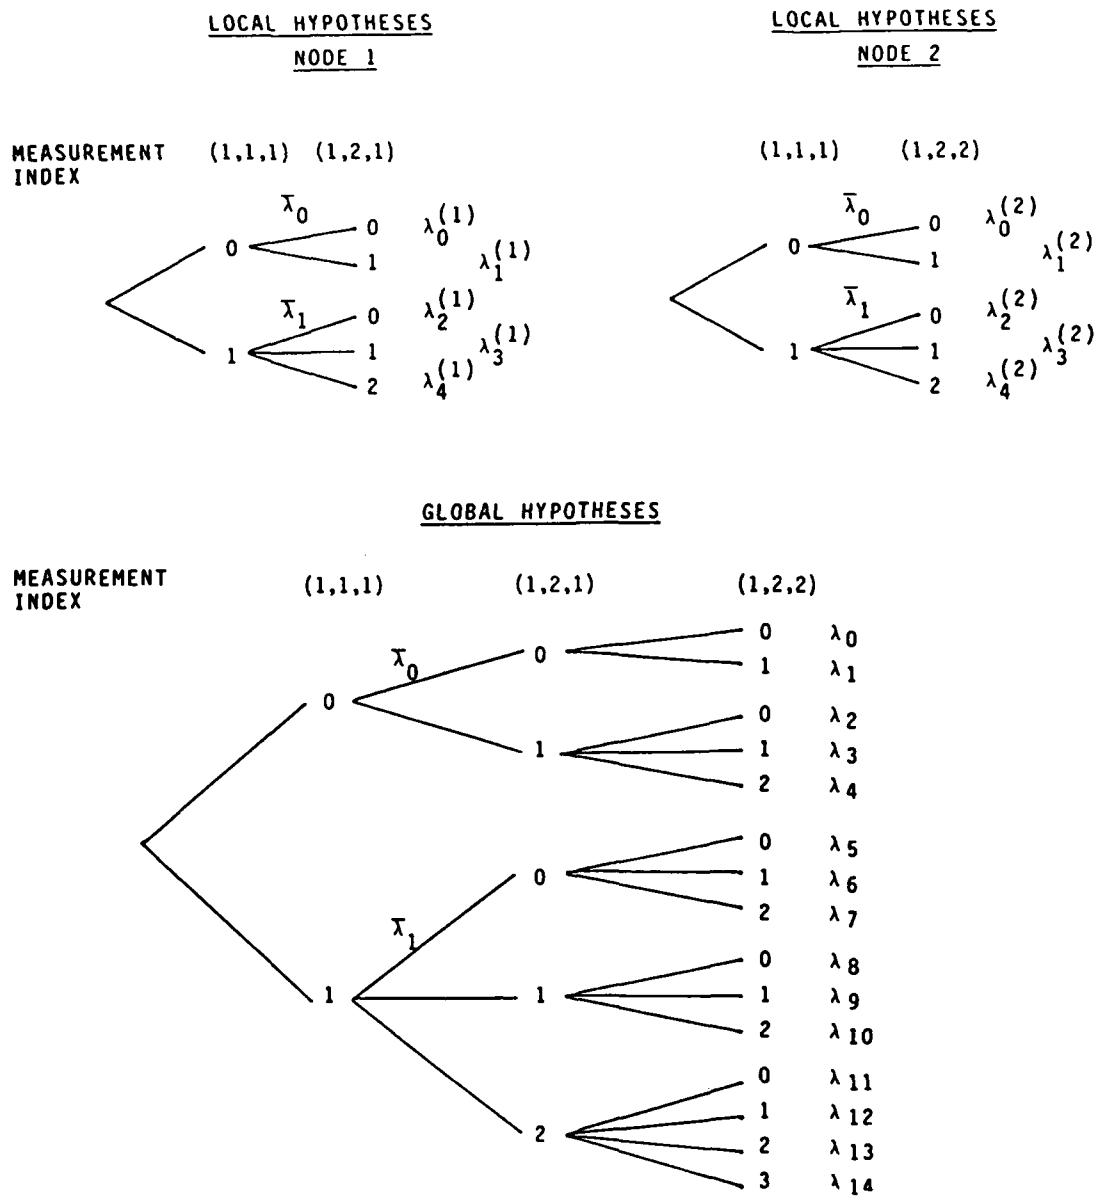 LOCAL HYPOTHESES
NODE 1
MEASUREMENT INDEX
(1,1,1) (1,2,1)
λ̅0
0
0 λ0(1)
1 λ1(1)
λ̅1
1
0 λ2(1)
1 λ3(1)
2 λ4(1)
LOCAL HYPOTHESES
NODE 2
(1,1,1) (1,2,2)
λ̅0
0
0 λ0(2)
1 λ1(2)
λ̅1
1
0 λ2(2)
1 λ3(2)
2 λ4(2)
GLOBAL HYPOTHESES
MEASUREMENT INDEX
(1,1,1) (1,2,1) (1,2,2)
0 λ0
λ̅0 0
1 λ1
0
0 λ2
1 1 λ3
2 λ4
0 λ5
0 1 λ6
2 λ7
λ̅1
0 λ8
1 1 1 λ9
2 λ10
0 λ11
1 λ12
2 2 λ13
3 λ14